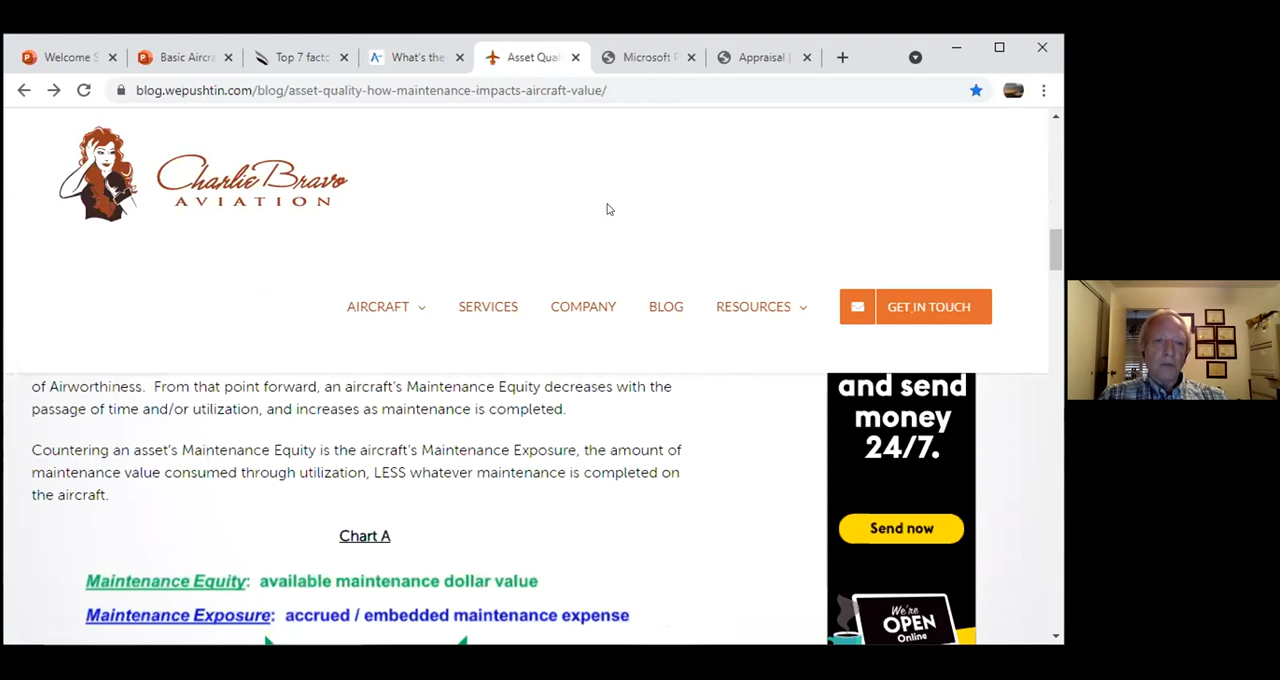 Welcome S
Basic Aircra
Top 7 facto
What's the
Asset Qual
Microsoft P
Appraisal |
blog.wepushtin.com/blog/asset-quality-how-maintenance-impacts-aircraft-value/
Charlie Bravo
AVIATION
AIRCRAFT
SERVICES
COMPANY
BLOG
RESOURCES
GET IN TOUCH
of Airworthiness. From that point forward, an aircraft's Maintenance Equity decreases with the
passage of time and/or utilization, and increases as maintenance is completed.
Countering an asset's Maintenance Equity is the aircraft's Maintenance Exposure, the amount of
maintenance value consumed through utilization, LESS whatever maintenance is completed on
the aircraft.
Chart A
Maintenance Equity: available maintenance dollar value
Maintenance Exposure: accrued / embedded maintenance expense
and send
money
24/7.
Send now
We're
OPEN
Online